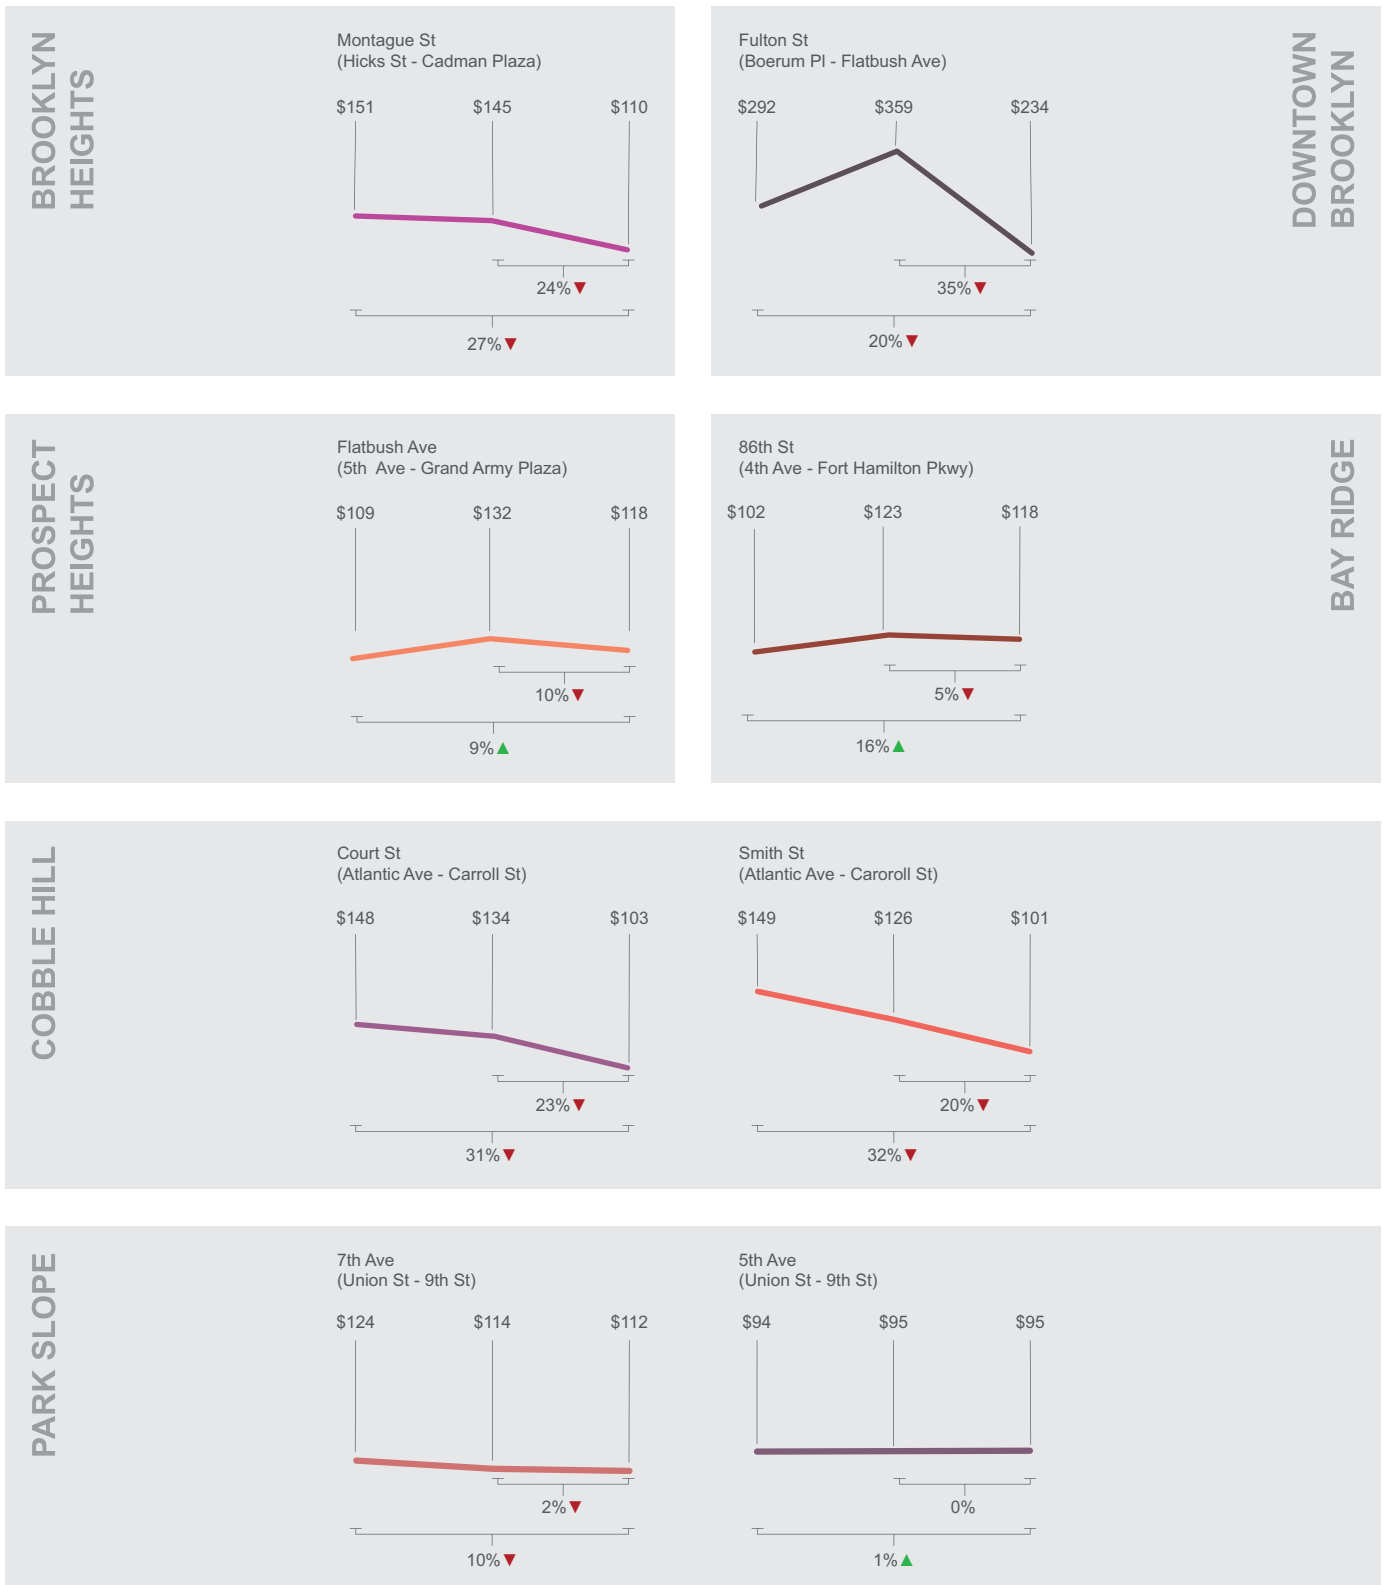 BROOKLYN
HEIGHTS
Montague St
(Hicks St - Cadman Plaza)
$151 $145 $110
24%
27%
Fulton St
(Boerum Pl - Flatbush Ave)
$292 $359 $234
35%
20%
DOWNTOWN
BROOKLYN
PROSPECT
HEIGHTS
Flatbush Ave
(5th Ave - Grand Army Plaza)
$109 $132 $118
10%
9%
86th St
(4th Ave - Fort Hamilton Pkwy)
$102 $123 $118
5%
16%
BAY RIDGE
COBBLE HILL
Court St
(Atlantic Ave - Carroll St)
$148 $134 $103
23%
31%
Smith St
(Atlantic Ave - Caroroll St)
$149 $126 $101
20%
32%
PARK SLOPE
7th Ave
(Union St - 9th St)
$124 $114 $112
2%
10%
5th Ave
(Union St - 9th St)
$94 $95 $95
0%
1%